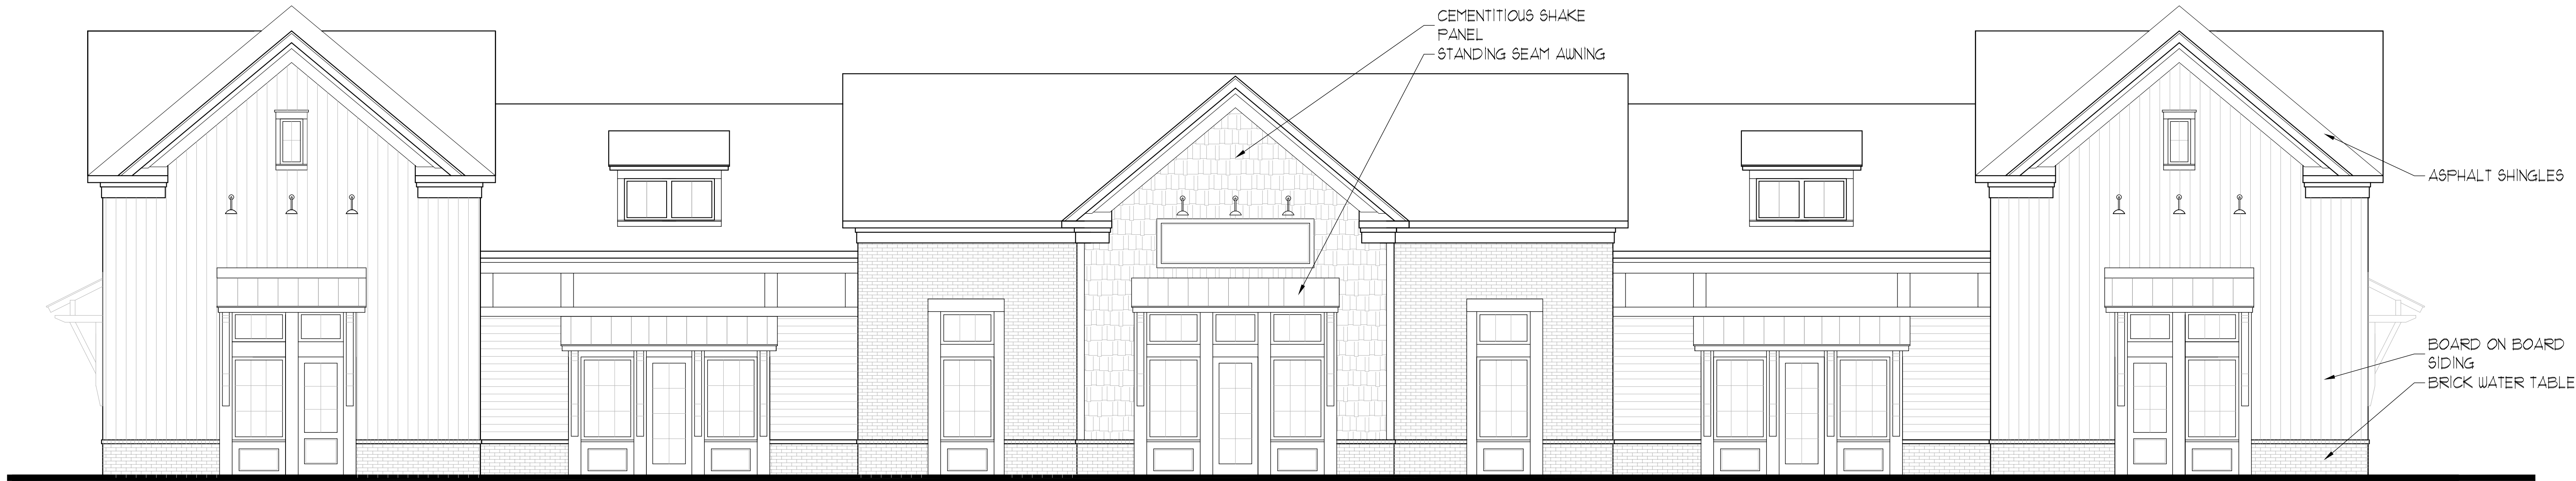 CEMENTITIOUS SHAKE
PANEL
STANDING SEAM AWNING
ASPHALT SHINGLES
BOARD ON BOARD
SIDING
BRICK WATER TABLE